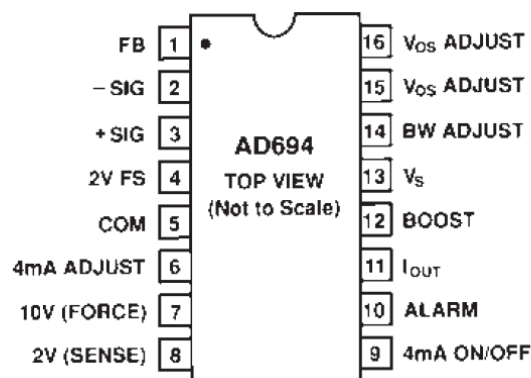 FB 1
–SIG 2
+SIG 3
2V FS 4
COM 5
4mA ADJUST 6
10V (FORCE) 7
2V (SENSE) 8
AD694
TOP VIEW
(Not to Scale)
16 VOS ADJUST
15 VOS ADJUST
14 BW ADJUST
13 VS
12 BOOST
11 IOUT
10 ALARM
9 4mA ON/OFF